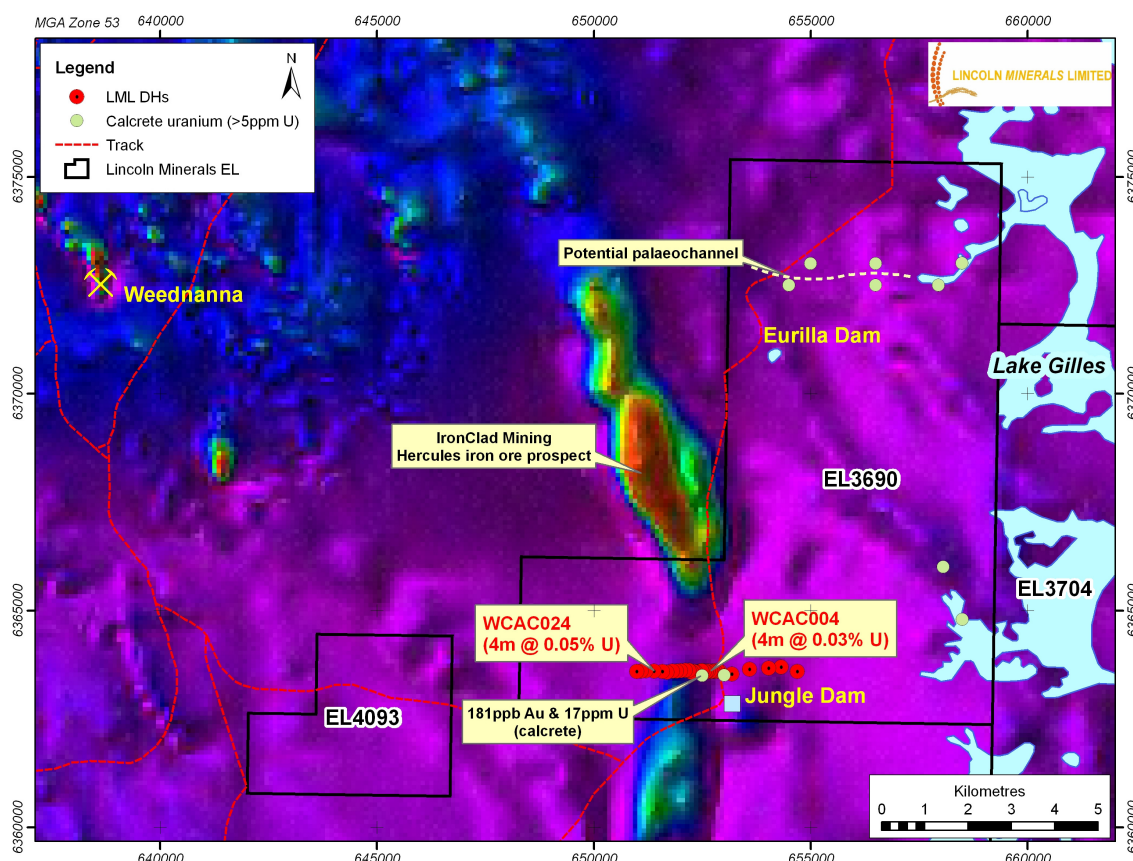 MGA Zone 53
640000
645000
650000
655000
660000
Legend
N
LML DHs
Calcrete uranium (>5ppm U)
Track
Lincoln Minerals EL
LINCOLN MINERALS LIMITED
6375000
6375000
Potential palaeochannel
Weednanna
Eurilla Dam
Lake Gilles
6370000
6370000
IronClad Mining
Hercules iron ore prospect
EL3690
EL3704
6365000
6365000
WCAC024
(4m @ 0.05% U)
WCAC004
(4m @ 0.03% U)
Jungle Dam
181ppb Au & 17ppm U
(calcrete)
EL4093
Kilometres
0 1 2 3 4 5
6360000
6360000
640000
645000
650000
655000
660000